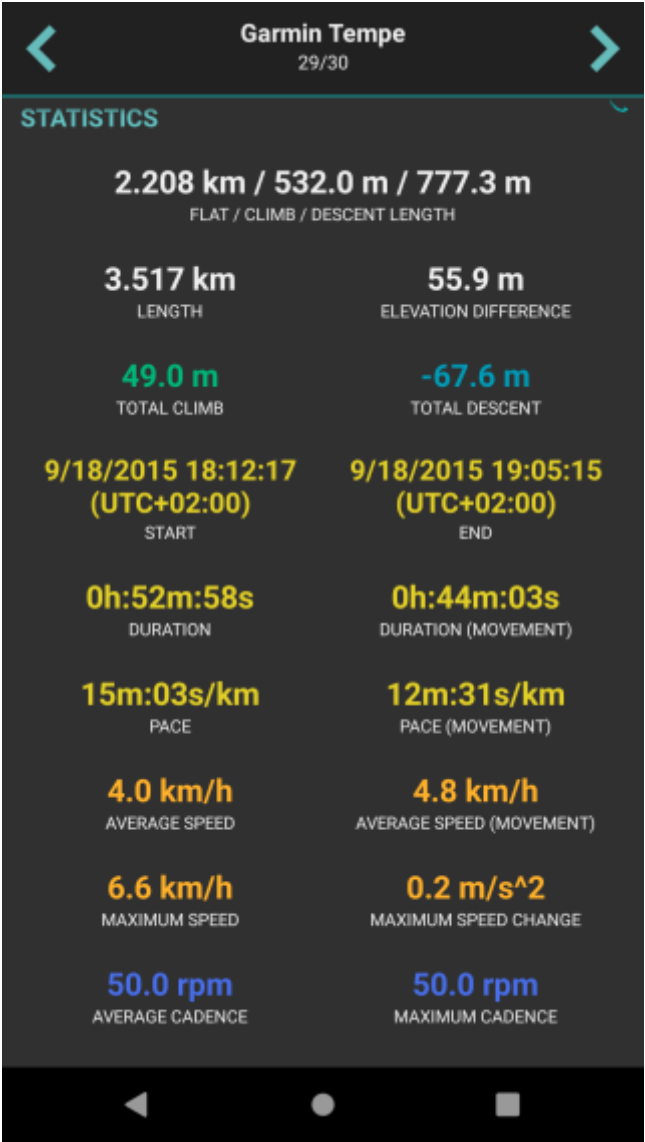 Garmin Tempe
29/30
STATISTICS
2.208 km / 532.0 m / 777.3 m
FLAT / CLIMB / DESCENT LENGTH
3.517 km
LENGTH
55.9 m
ELEVATION DIFFERENCE
49.0 m
TOTAL CLIMB
-67.6 m
TOTAL DESCENT
9/18/2015 18:12:17
(UTC+02:00)
START
9/18/2015 19:05:15
(UTC+02:00)
END
0h:52m:58s
DURATION
0h:44m:03s
DURATION (MOVEMENT)
15m:03s/km
PACE
12m:31s/km
PACE (MOVEMENT)
4.0 km/h
AVERAGE SPEED
4.8 km/h
AVERAGE SPEED (MOVEMENT)
6.6 km/h
MAXIMUM SPEED
0.2 m/s^2
MAXIMUM SPEED CHANGE
50.0 rpm
AVERAGE CADENCE
50.0 rpm
MAXIMUM CADENCE